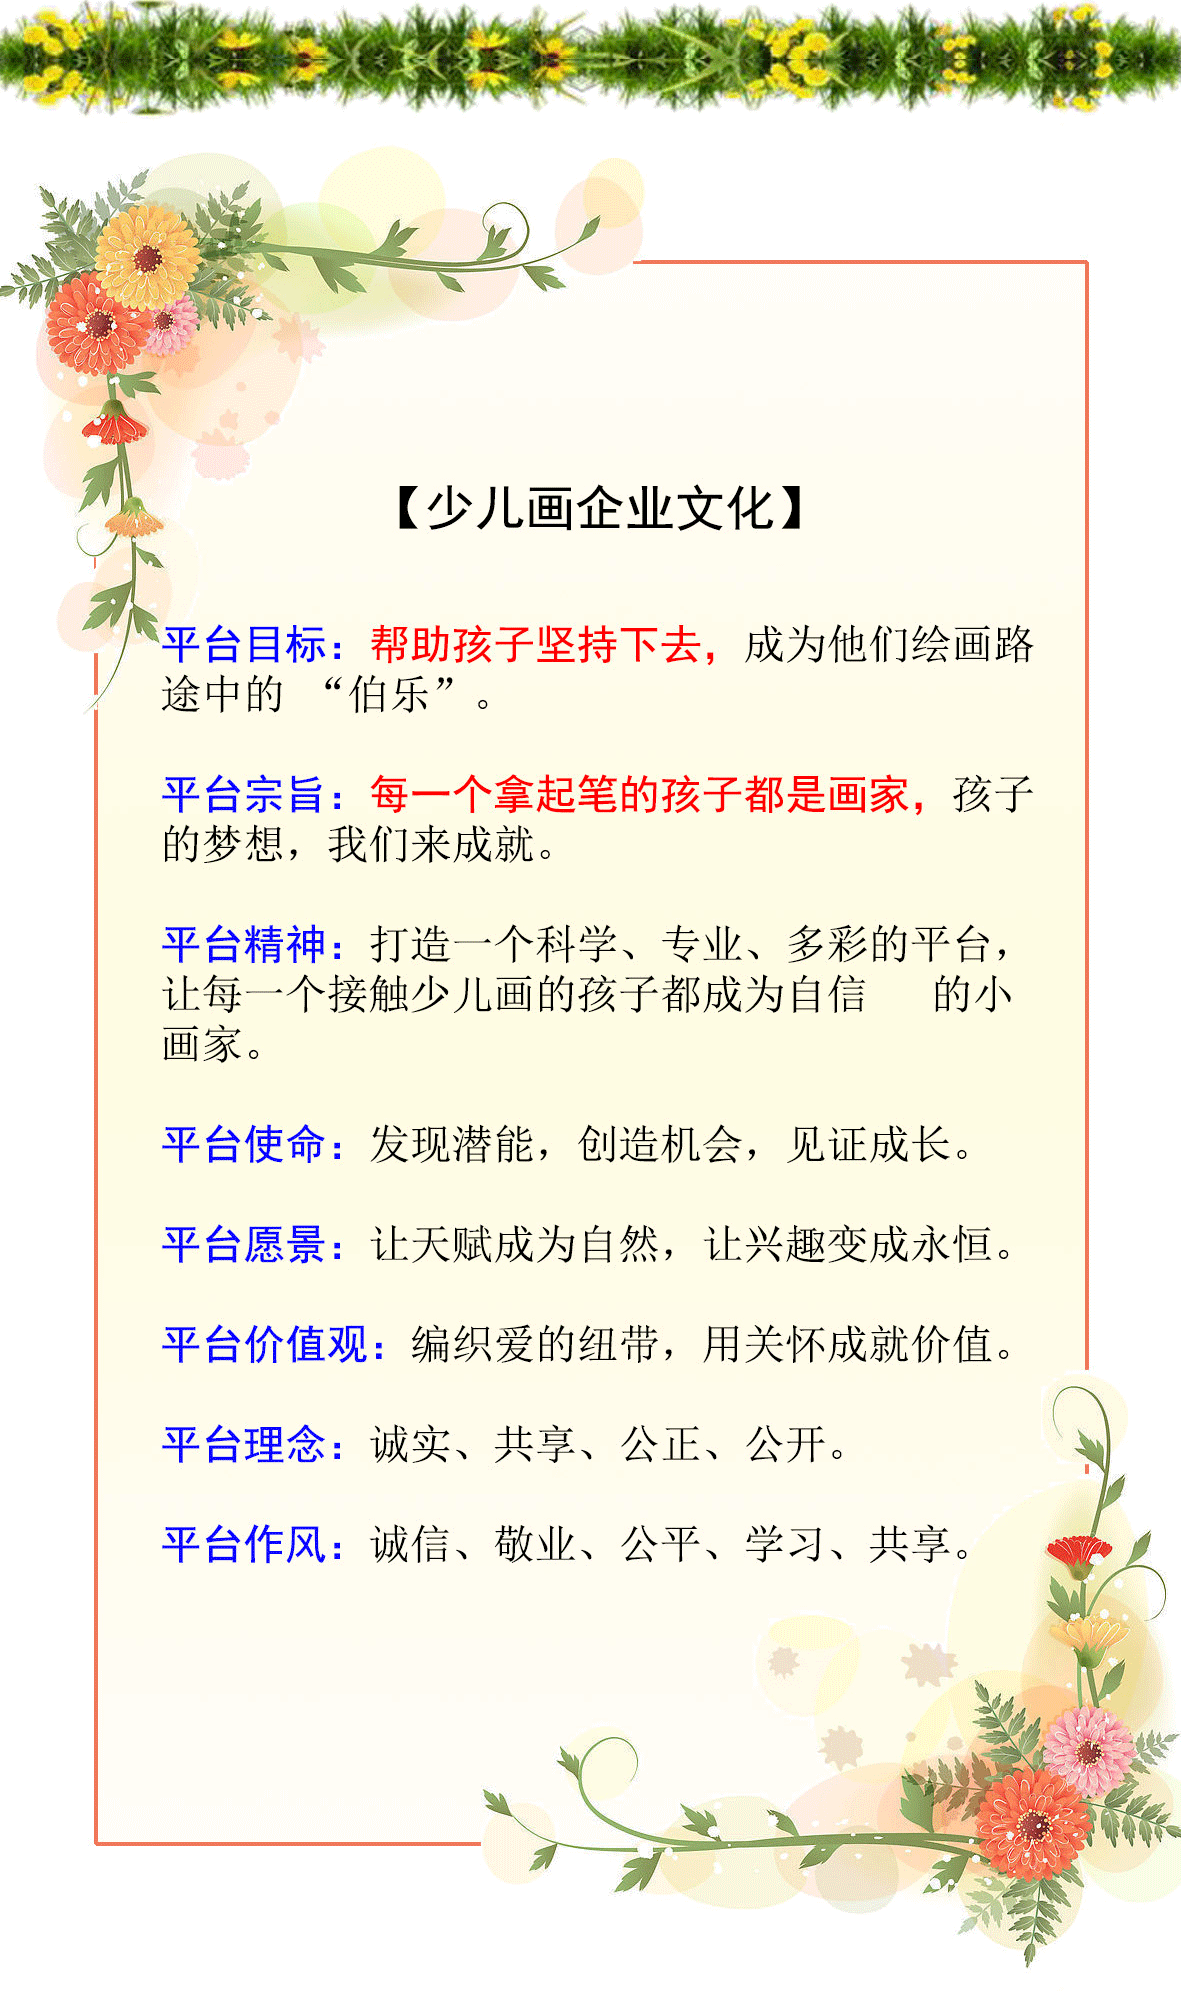 【少儿画企业文化】
平台目标：帮助孩子坚持下去，成为他们绘画路
途中的 “伯乐”。
平台宗旨：每一个拿起笔的孩子都是画家，孩子
的梦想，我们来成就。
平台精神：打造一个科学、专业、多彩的平台，
让每一个接触少儿画的孩子都成为自信 的小
画家。
平台使命：发现潜能，创造机会，见证成长。
平台愿景：让天赋成为自然，让兴趣变成永恒。
平台价值观：编织爱的纽带，用关怀成就价值。
平台理念：诚实、共享、公正、公开。
平台作风：诚信、敬业、公平、学习、共享。